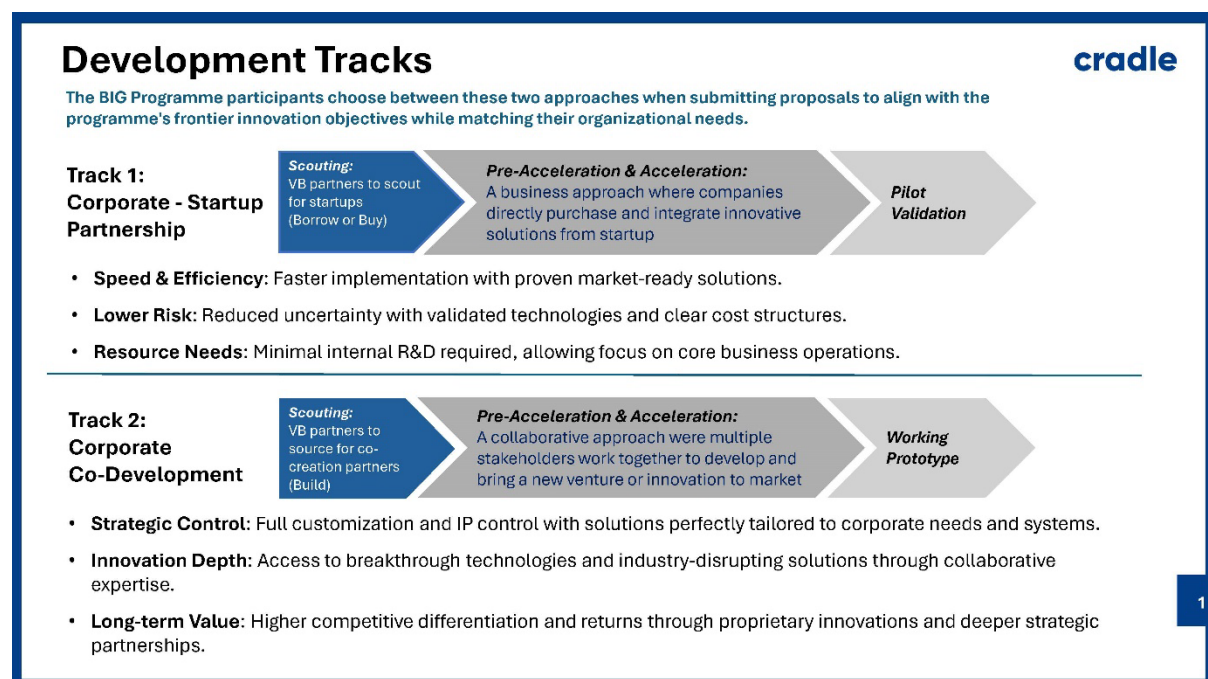 Development Tracks
cradle
The BIG Programme participants choose between these two approaches when submitting proposals to align with the
programme's frontier innovation objectives while matching their organizational needs.
Track 1:
Corporate - Startup
Partnership
Scouting:
VB partners to scout
for startups
(Borrow or Buy)
Pre-Acceleration & Acceleration:
A business approach where companies
directly purchase and integrate innovative
solutions from startup
Pilot
Validation
• Speed & Efficiency: Faster implementation with proven market-ready solutions.
• Lower Risk: Reduced uncertainty with validated technologies and clear cost structures.
• Resource Needs: Minimal internal R&D required, allowing focus on core business operations.
Track 2:
Corporate
Co-Development
Scouting:
VB partners to
source for co-
creation partners
(Build)
Pre-Acceleration & Acceleration:
A collaborative approach were multiple
stakeholders work together to develop and
bring a new venture or innovation to market
Working
Prototype
• Strategic Control: Full customization and IP control with solutions perfectly tailored to corporate needs and systems.
• Innovation Depth: Access to breakthrough technologies and industry-disrupting solutions through collaborative
expertise.
• Long-term Value: Higher competitive differentiation and returns through proprietary innovations and deeper strategic
partnerships.
1